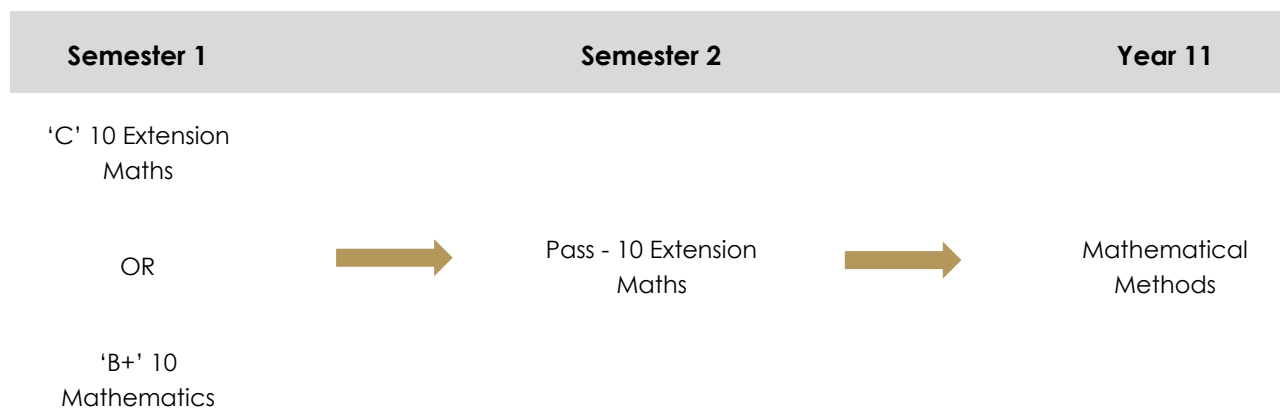 Semester 1
Semester 2
Year 11
‘C’ 10 Extension
Maths
OR
‘B+’ 10
Mathematics
Pass - 10 Extension
Maths
Mathematical
Methods